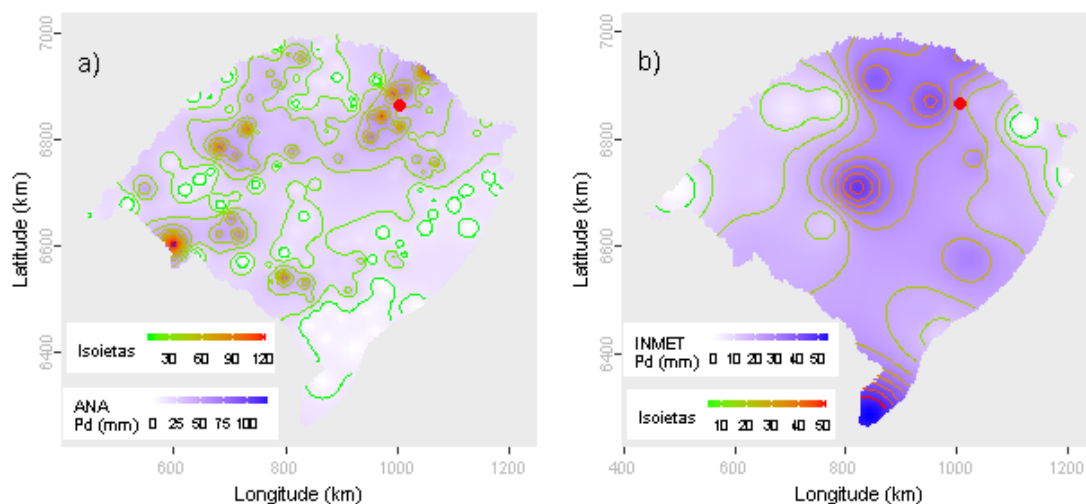 a)
Latitude (km)
7000
6800
6600
6400
Isoietas
30 60 90 120
ANA
Pd (mm) 0 25 50 75 100
600 800 1000 1200
Longitude (km)
b)
Latitude (km)
7000
6800
6600
6400
INMET
Pd (mm) 0 10 20 30 40 50
Isoietas
10 20 30 40 50
400 600 800 1000 1200
Longitude (km)